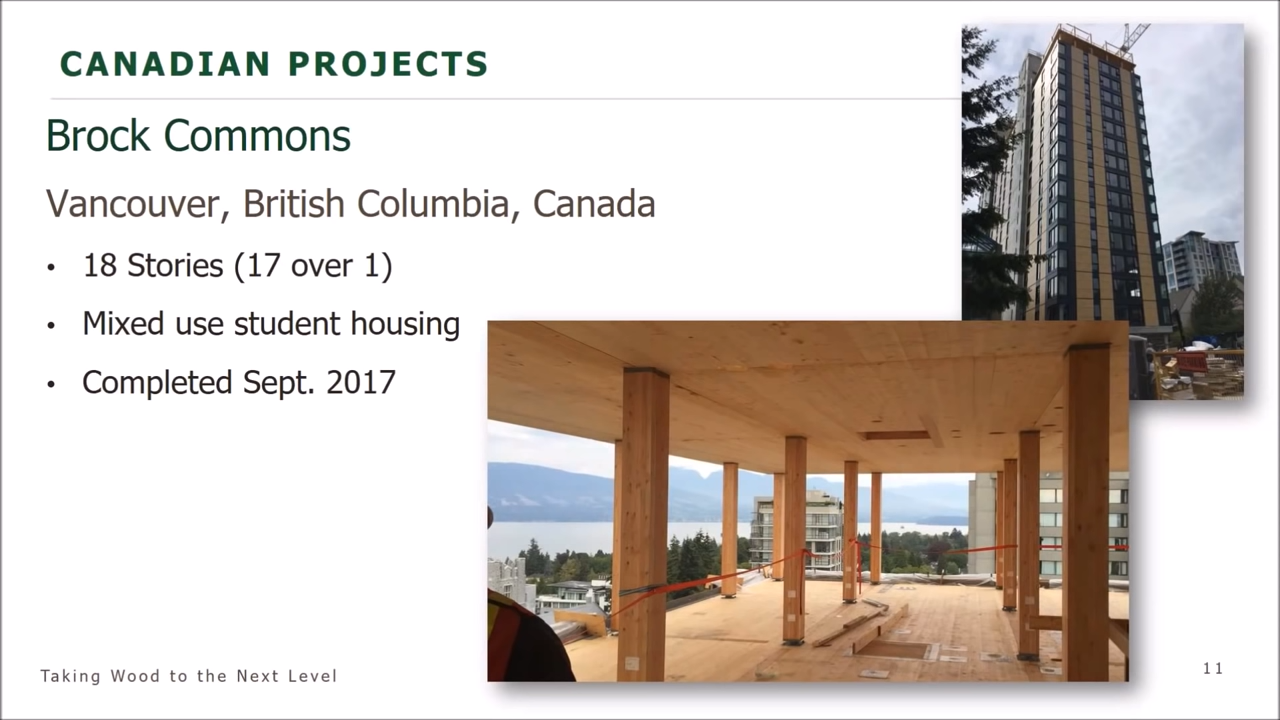 CANADIAN PROJECTS
Brock Commons
Vancouver, British Columbia, Canada
• 18 Stories (17 over 1)
• Mixed use student housing
• Completed Sept. 2017
Taking Wood to the Next Level
11